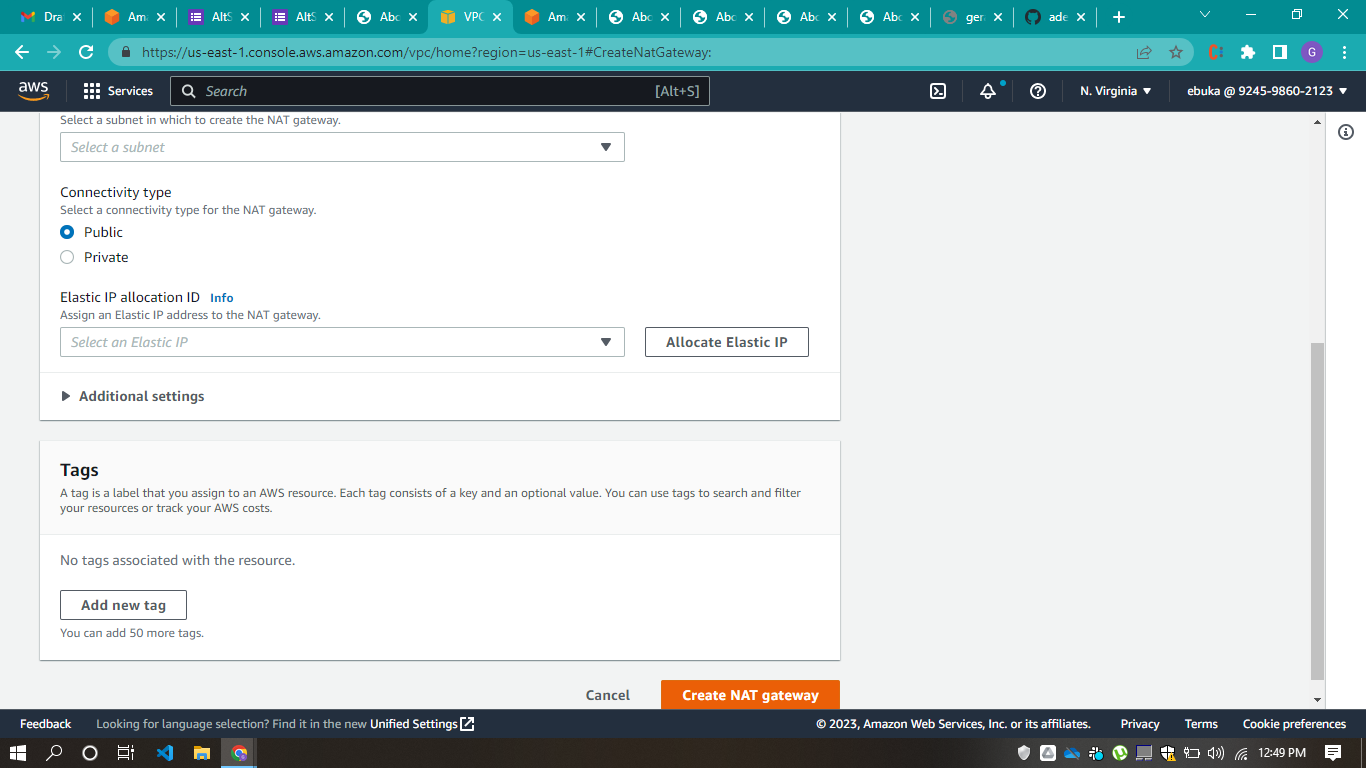 Dra
Ama
AltS
AltS
Abo
VPC
Ama
Abo
Abo
Abo
Abo
ger
ade
https://us-east-1.console.aws.amazon.com/vpc/home?region=us-east-1#CreateNatGateway:
G
aws
Services
Search
[Alt+S]
N. Virginia
ebuka @ 9245-9860-2123
Select a subnet in which to create the NAT gateway.
Select a subnet
Connectivity type
Select a connectivity type for the NAT gateway.
Public
Private
Elastic IP allocation ID Info
Assign an Elastic IP address to the NAT gateway.
Select an Elastic IP
Allocate Elastic IP
Additional settings
Tags
A tag is a label that you assign to an AWS resource. Each tag consists of a key and an optional value. You can use tags to search and filter
your resources or track your AWS costs.
No tags associated with the resource.
Add new tag
You can add 50 more tags.
Cancel
Create NAT gateway
Feedback
Looking for language selection? Find it in the new Unified Settings
© 2023, Amazon Web Services, Inc. or its affiliates.
Privacy
Terms
Cookie preferences
12:49 PM